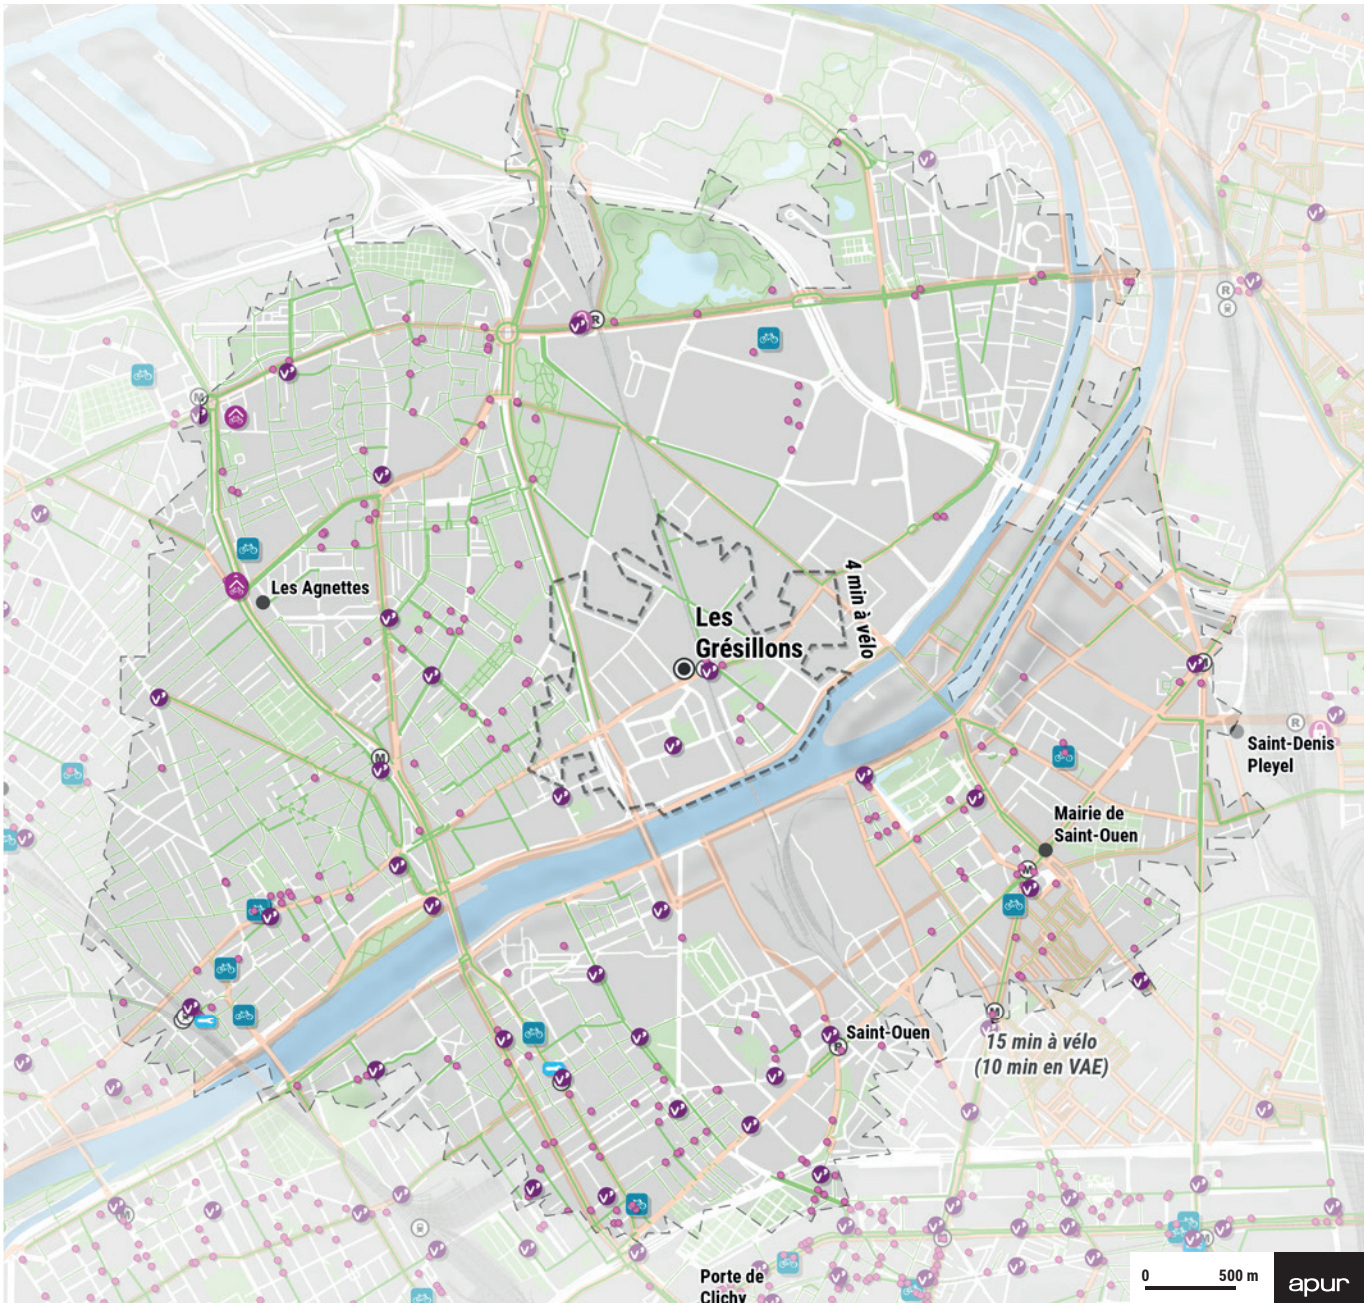 Les Agnettes
4 min à vélo
Les
Grésillons
Saint-Denis
Pleyel
Mairie de
Saint-Ouen
Saint-Ouen
15 min à vélo
(10 min en VAE)
Porte de
Clichy
0 500 m
apur